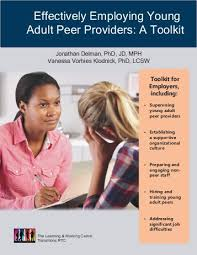 Effectively Employing Young
Adult Peer Providers: A Toolkit
Jonathan Delman, PhD, JD, MPH
Vanessa Vorhies Klodnick, PhD, LCSW
Toolkit for
Employers,
including:
• Supervising
young adult
peer staff
• Establishing
a supportive
organizational
culture
• Preparing and
engaging
non-peer
staff
• Hiring and
training young
adult peers
• Addressing
significant job
difficulties
The Learning & Working Center
Transitions RTC